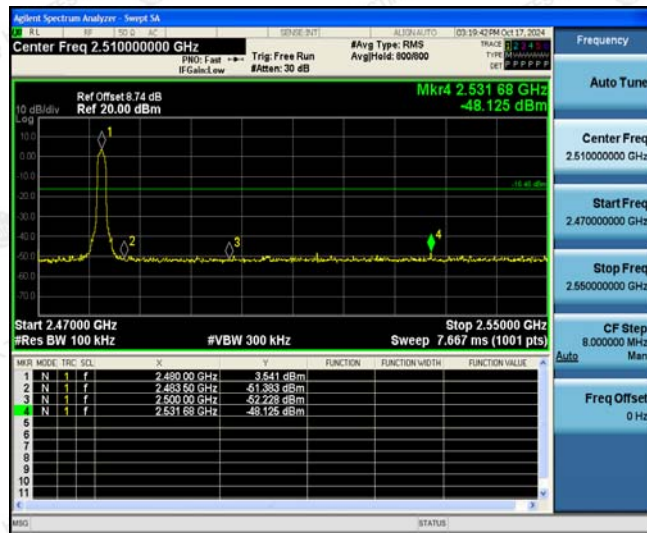 Agilent Spectrum Analyzer - Swept SA
RL RF 50 Ω AC SENSE:INT ALIGNAUTO 03:19:42 PM Oct 17, 2024
Center Freq 2.510000000 GHz
PNO: Fast Trig: Free Run #Avg Type: RMS TRACE 1 2 3 4 5 6
IFGain:Low #Atten: 30 dB Avg|Hold: 800/800 TYPE
DET P P P P P P
Mkr4 2.531 68 GHz
-48.125 dBm
Ref Offset 8.74 dB
10 dB/div Ref 20.00 dBm
Log
10.0
0.00
-10.0
-20.0
-30.0
-40.0
-50.0
-60.0
-70.0
1
2
3
4
Start 2.47000 GHz Stop 2.55000 GHz
#Res BW 100 kHz #VBW 300 kHz Sweep 7.667 ms (1001 pts)
MKR MODE TRC SCL X Y FUNCTION FUNCTION WIDTH FUNCTION VALUE
1 N 1 f 2.480 00 GHz 3.541 dBm
2 N 1 f 2.483 50 GHz -51.383 dBm
3 N 1 f 2.500 00 GHz -52.228 dBm
4 N 1 f 2.531 68 GHz -48.125 dBm
5
6
7
8
9
10
11
MSG STATUS
Frequency
Auto Tune
Center Freq
2.510000000 GHz
Start Freq
2.470000000 GHz
Stop Freq
2.550000000 GHz
CF Step
8.000000 MHz
Auto Man
Freq Offset
0 Hz